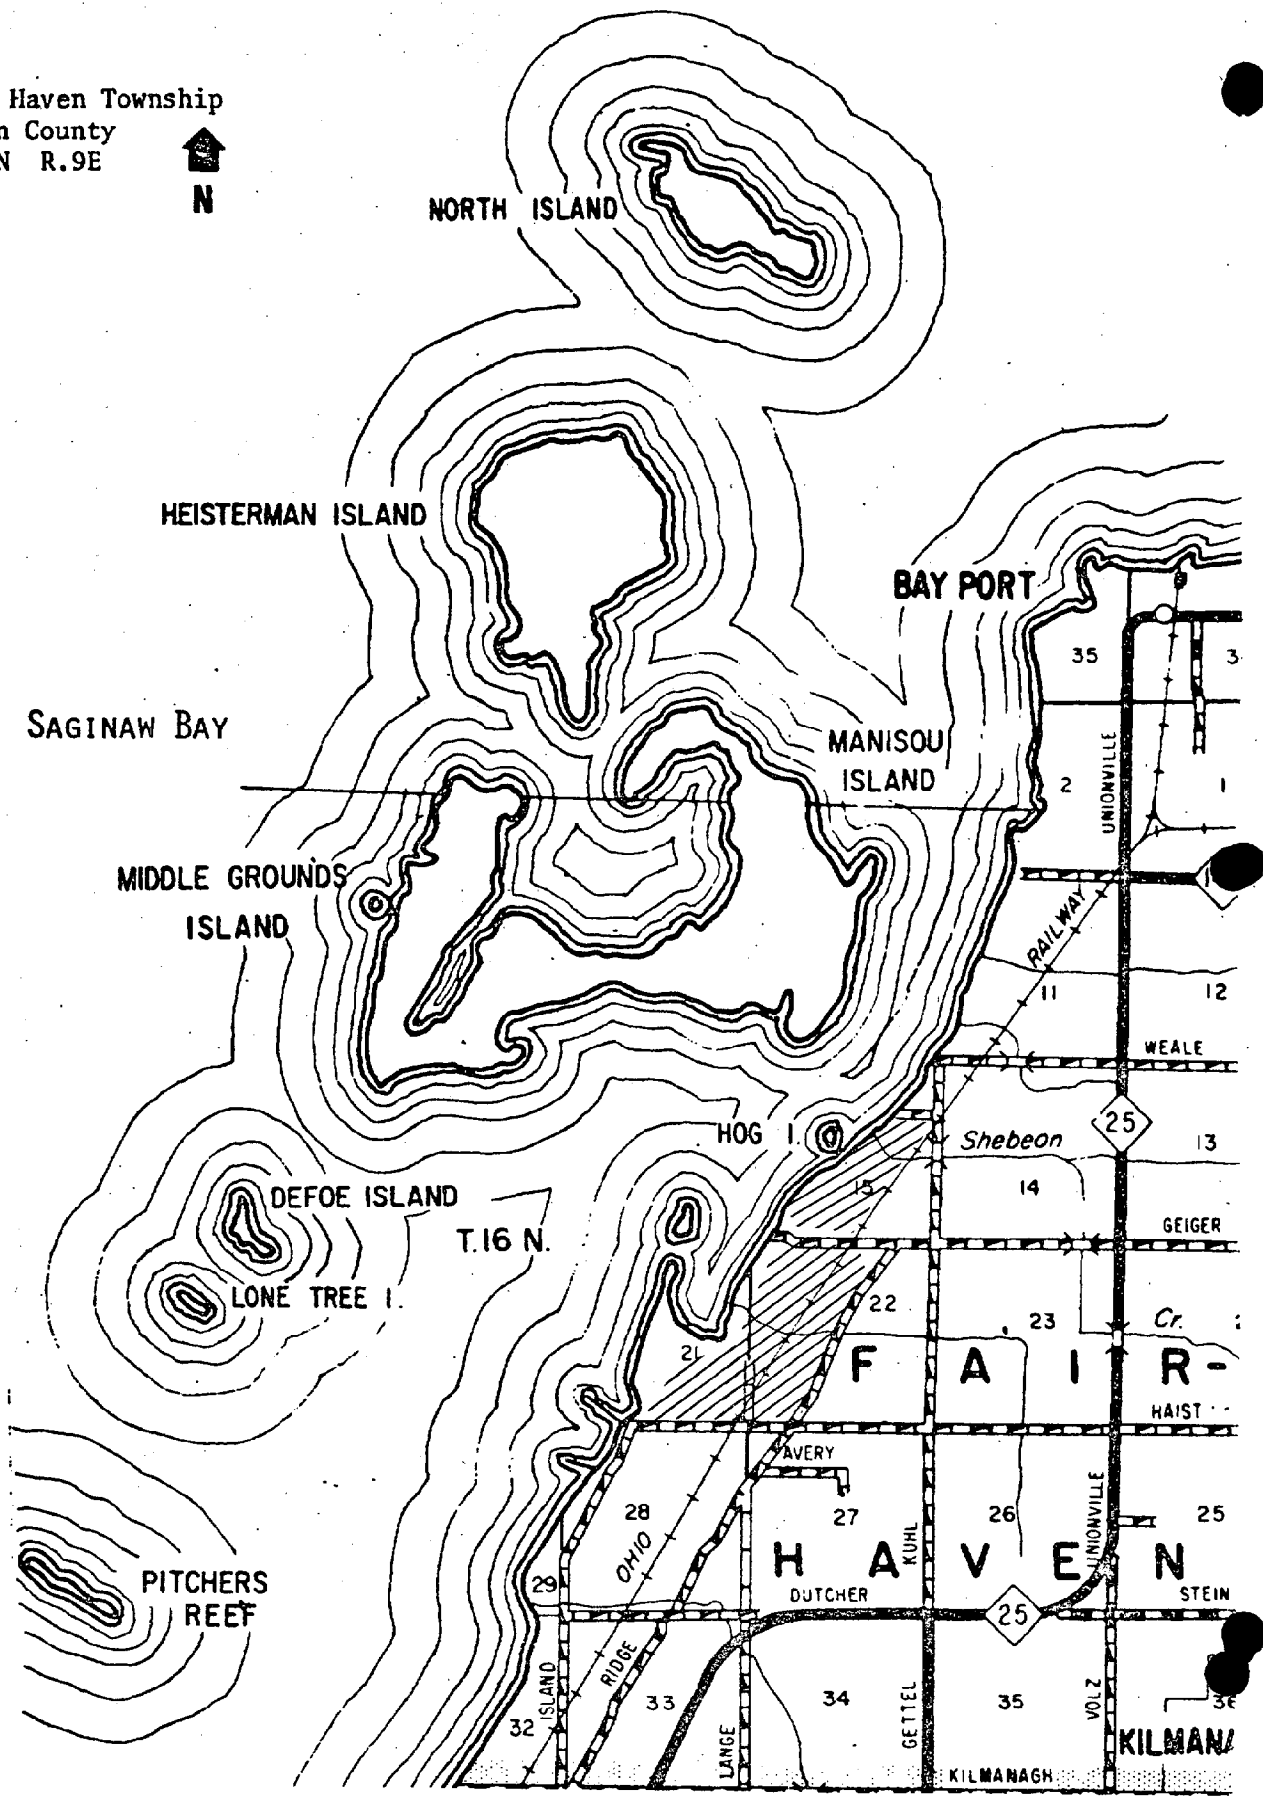 Haven Township
n County
N R.9E
N
NORTH ISLAND
HEISTERMAN ISLAND
BAY PORT
35
3
SAGINAW BAY
MANISOU
ISLAND
UNIONVILLE
2
1
MIDDLE GROUNDS
ISLAND
RAILWAY
11
12
WEALE
HOG I.
25
Shebeon
13
15
14
DEFOE ISLAND
T.16 N.
GEIGER
LONE TREE I.
22
23
Cr.
21
F A I R-
HAIST
AVERY
28
27
26
25
UNIONVILLE
KUHL
OHIO
H A V E N
PITCHERS
REEF
29
DUTCHER
25
STEIN
ISLAND
RIDGE
33
34
GETTEL
35
VOLZ
36
32
LANGE
KILMANA
KILMANAGH